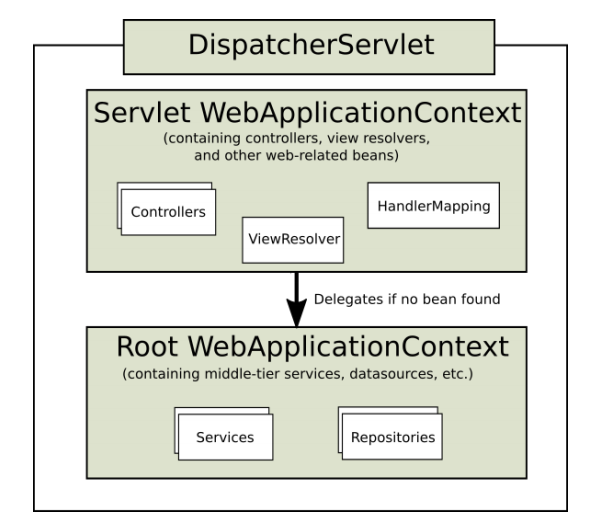 DispatcherServlet
Servlet WebApplicationContext
(containing controllers, view resolvers,
and other web-related beans)
Controllers
ViewResolver
HandlerMapping
Delegates if no bean found
Root WebApplicationContext
(containing middle-tier services, datasources, etc.)
Services
Repositories